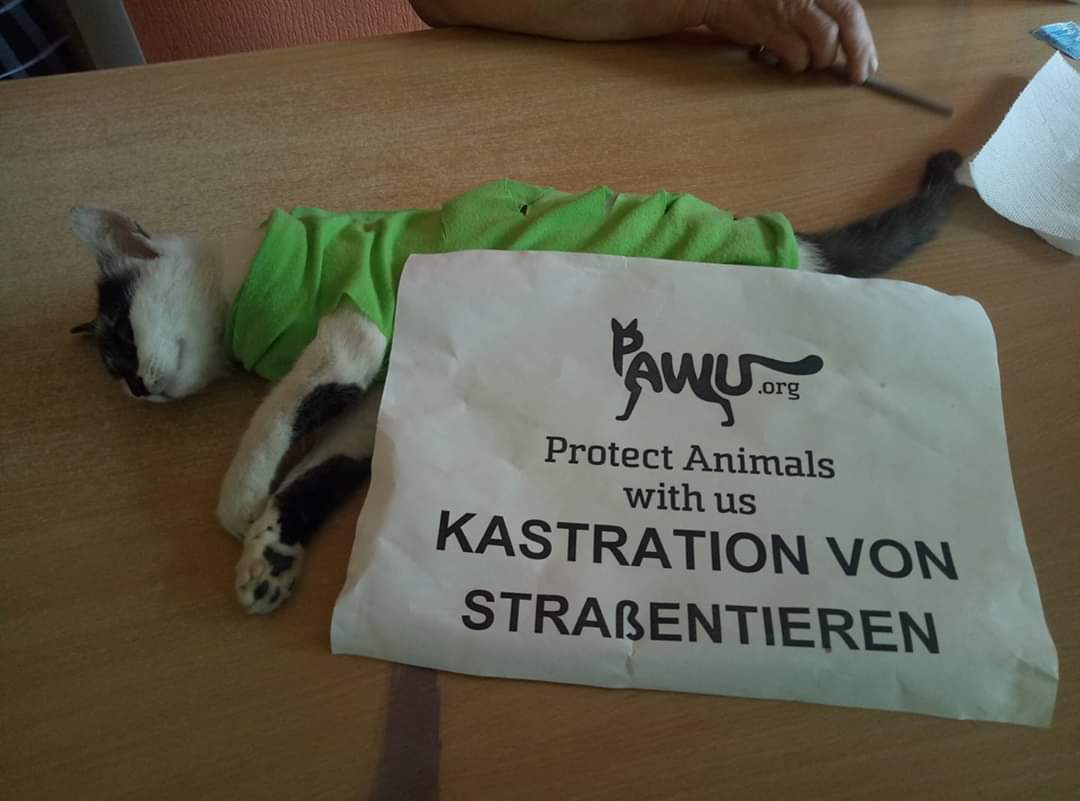 PAWU.org
Protect Animals
with us
KASTRATION VON
STRAßENTIEREN